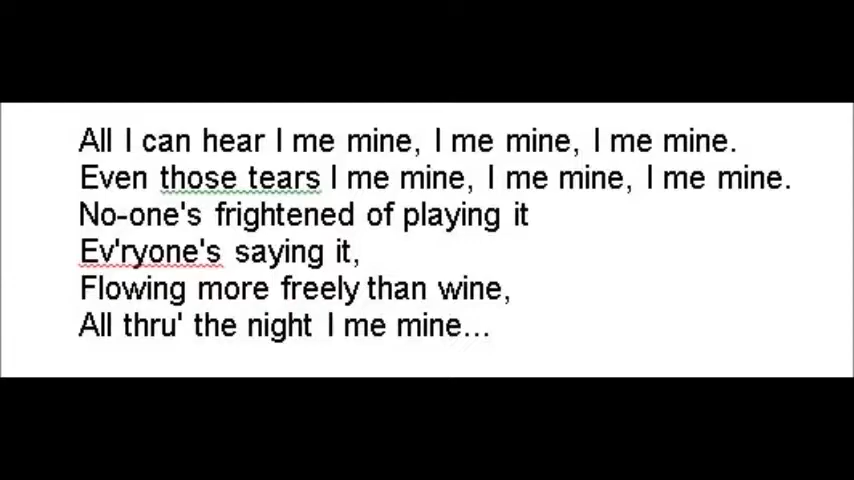 All I can hear I me mine, I me mine, I me mine.
Even those tears I me mine, I me mine, I me mine.
No-one's frightened of playing it
Ev'ryone's saying it,
Flowing more freely than wine,
All thru' the night I me mine...